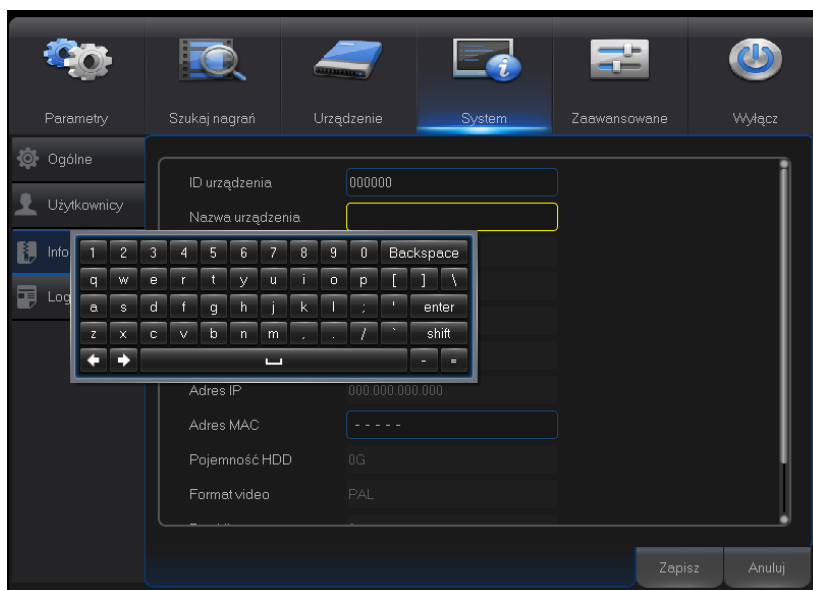 Parametry Szukaj nagrań Urządzenie System Zaawansowane Wyłącz
Ogólne
Użytkownicy
Info
Log
ID urządzenia 000000
Nazwa urządzenia
1 2 3 4 5 6 7 8 9 0 Backspace
q w e r t y u i o p [ ] \
a s d f g h j k l ; ' enter
z x c v b n m , . / ` shift
- =
Adres IP 000.000.000.000
Adres MAC - - - - -
Pojemność HDD 0G
Format video PAL
Zapisz Anuluj